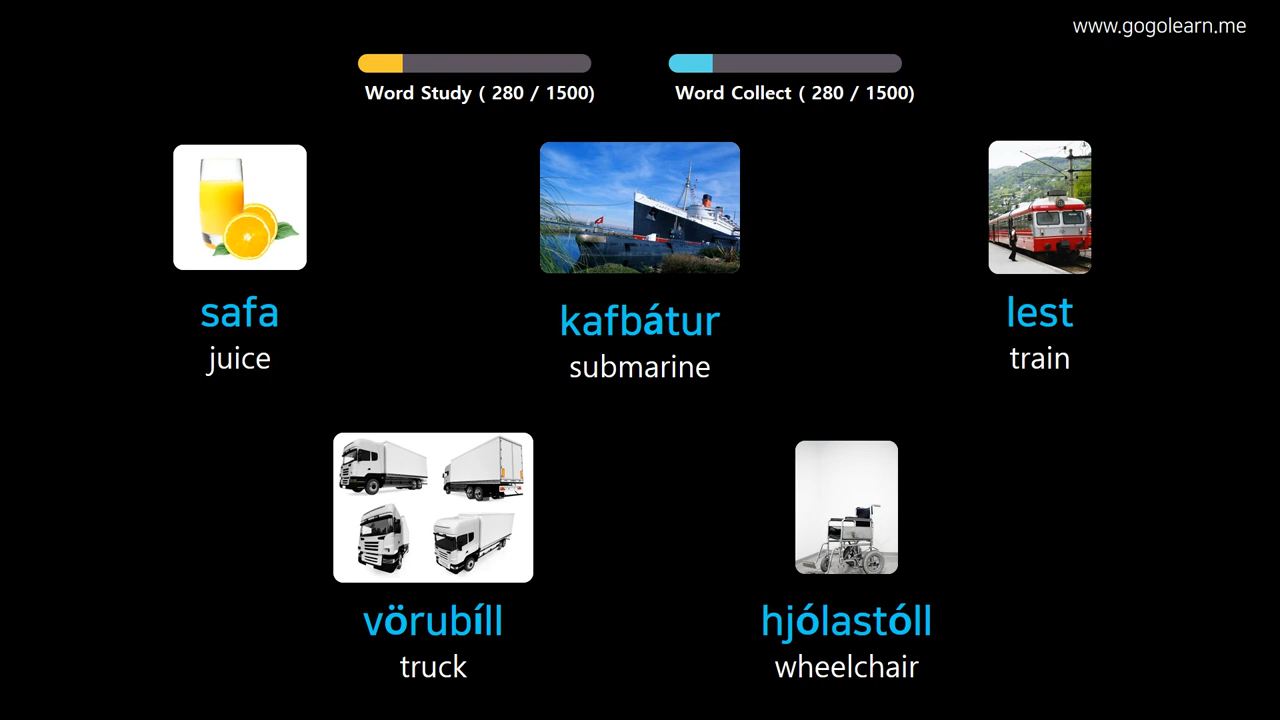 www.gogolearn.me
Word Study ( 280 / 1500)
Word Collect ( 280 / 1500)
safa
juice
kafbátur
submarine
lest
train
vörubíll
truck
hjólastóll
wheelchair